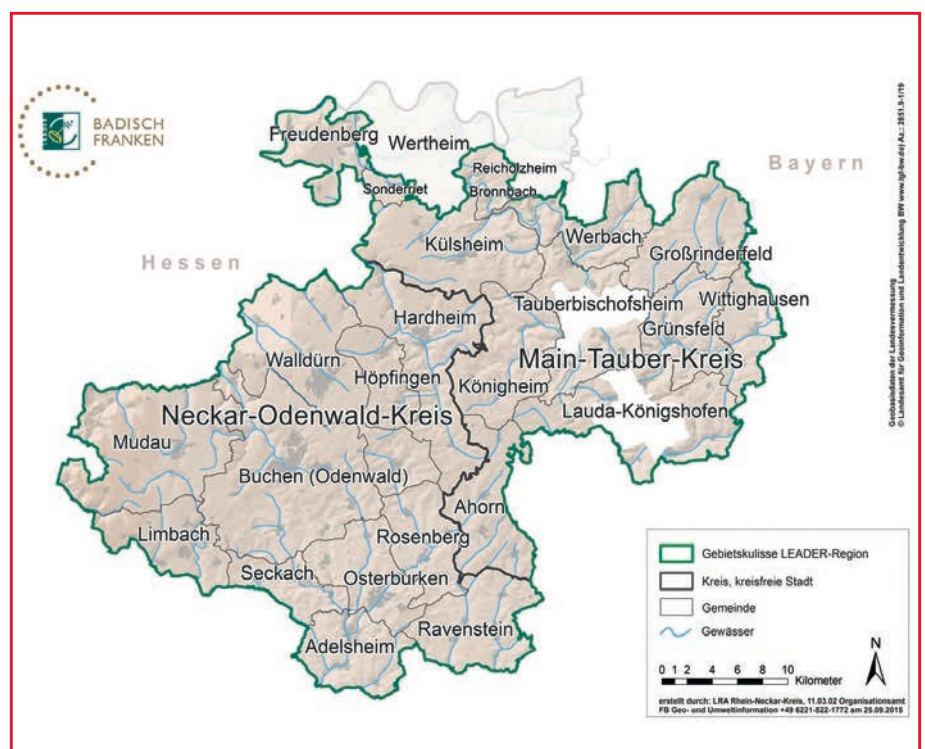 BADISCH
FRANKEN
Freudenberg
Wertheim
Reicholzheim
Sonderriet
Bronnbach
Bayern
Külsheim
Werbach
Großrinderfeld
Hessen
Tauberbischofsheim
Wittighausen
Hardheim
Grünsfeld
Walldürn
Main-Tauber-Kreis
Höpfingen
Königheim
Neckar-Odenwald-Kreis
Lauda-Königshofen
Mudau
Buchen (Odenwald)
Ahorn
Limbach
Rosenberg
Seckach
Osterburken
Ravenstein
Adelsheim
Geobasisdaten der Landesvermessung
© Landesamt für Geoinformation und Landentwicklung BW www.lgl-bw.de) Az.: 2851.9-1/19
Gebietskulisse LEADER-Region
Kreis, kreisfreie Stadt
Gemeinde
Gewässer
N
0 1 2 4 6 8 10
Kilometer
erstellt durch: LRA Rhein-Neckar-Kreis, 11.03.02 Organisationsamt
FB Geo- und Umweltinformation +49 6221-522-1772 am 25.09.2015